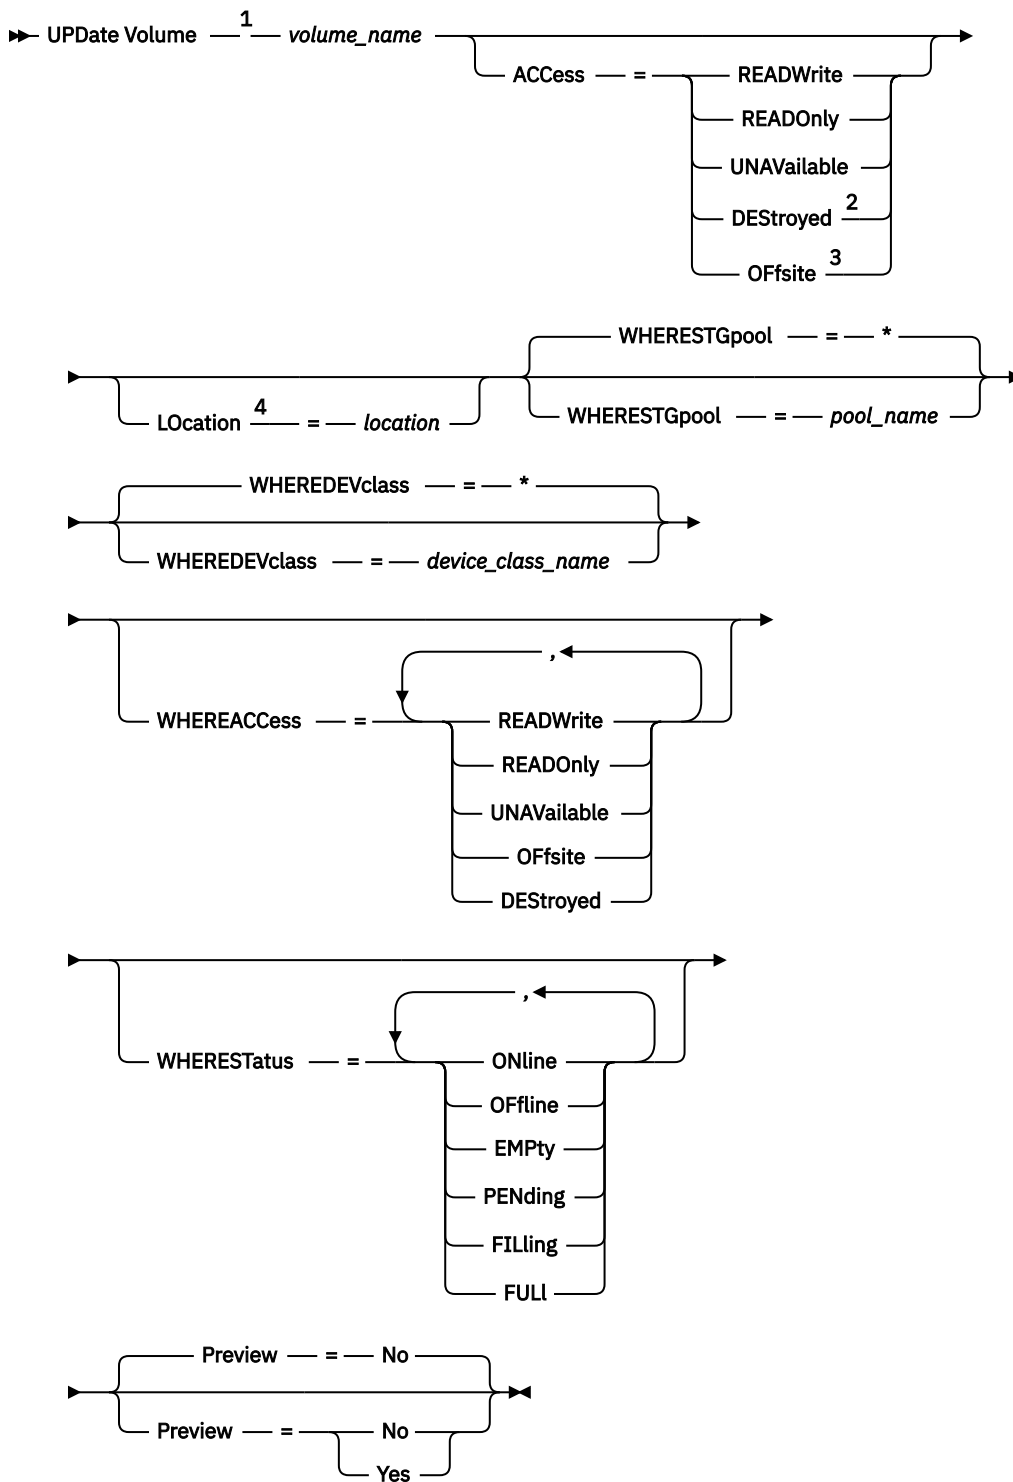 UPDate Volume 1 volume_name
ACCess = READWrite
READOnly
UNAVailable
DEStroyed 2
OFfsite 3
WHERESTGpool = *
LOcation 4 = location
WHERESTGpool = pool_name
WHEREDEVclass = *
WHEREDEVclass = device_class_name
,
WHEREACCess = READWrite
READOnly
UNAVailable
OFfsite
DEStroyed
,
WHERESTatus = ONline
OFfline
EMPty
PENding
FILling
FULl
Preview = No
Preview = No
Yes